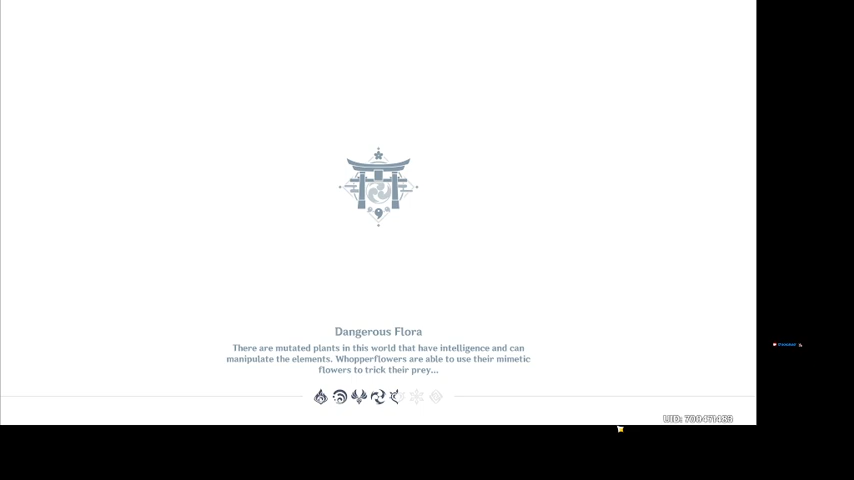 Dangerous Flora
There are mutated plants in this world that have intelligence and can
manipulate the elements. Whopperflowers are able to use their mimetic
flowers to trick their prey...